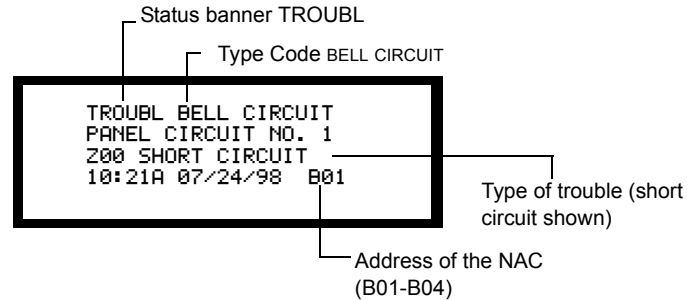 Status banner TROUBL
Type Code BELL CIRCUIT
TROUBL BELL CIRCUIT
PANEL CIRCUIT NO. 1
Z00 SHORT CIRCUIT
10:21A 07/24/98 B01
Type of trouble (short
circuit shown)
Address of the NAC
(B01-B04)